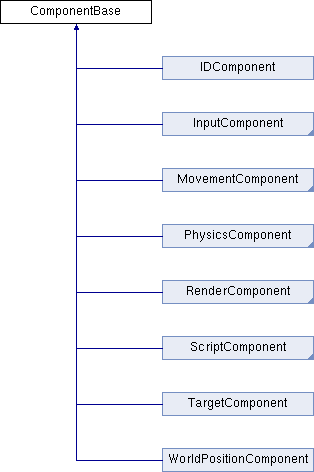 ComponentBase
IDComponent
InputComponent
MovementComponent
PhysicsComponent
RenderComponent
ScriptComponent
TargetComponent
WorldPositionComponent